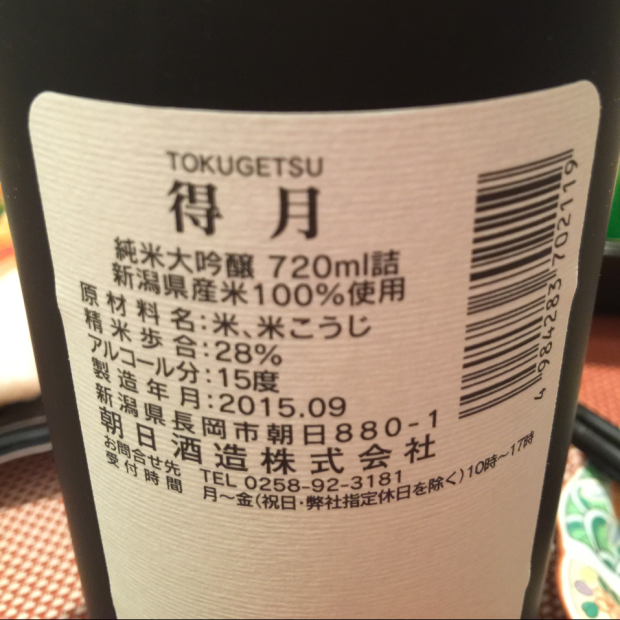 TOKUGETSU
得月
純米大吟醸 720ml詰
新潟県産米100%使用
原材料名:米、米こうじ
精米歩合:28%
アルコール分:15度
製造年月:2015.09
新潟県長岡市朝日880-1
朝日酒造株式会社
お問合せ先 TEL 0258-92-3181
受付時間 月～金(祝日・弊社指定休日を除く)10時～17時
4984283702119